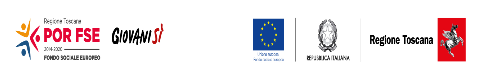 Regione Toscana
POR FSE
2014-2020
FONDO SOCIALE EUROPEO
GIOVANISÌ
REPUBBLICA ITALIANA
Regione Toscana